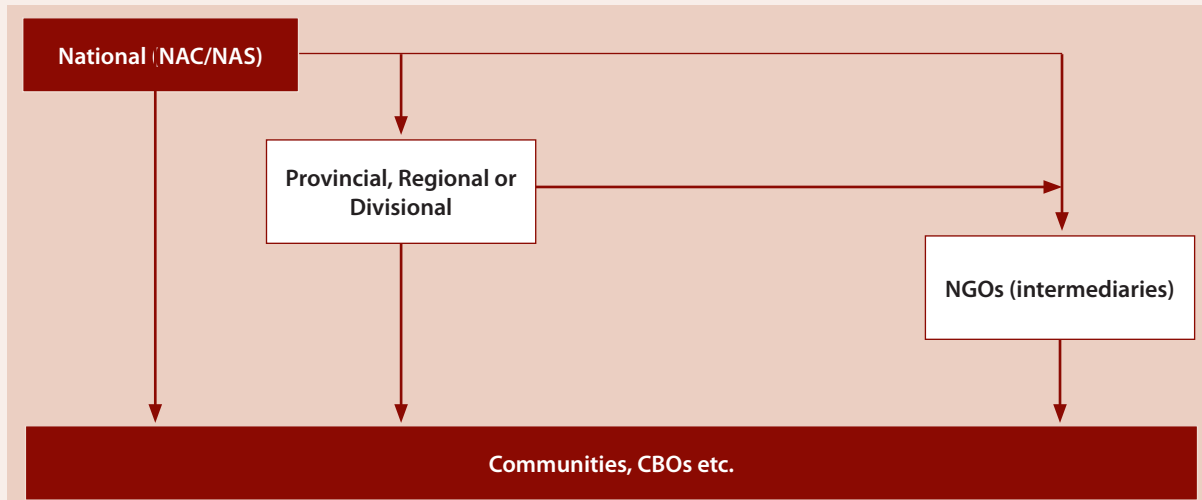 National (NAC/NAS)
Provincial, Regional or
Divisional
NGOs (intermediaries)
Communities, CBOs etc.